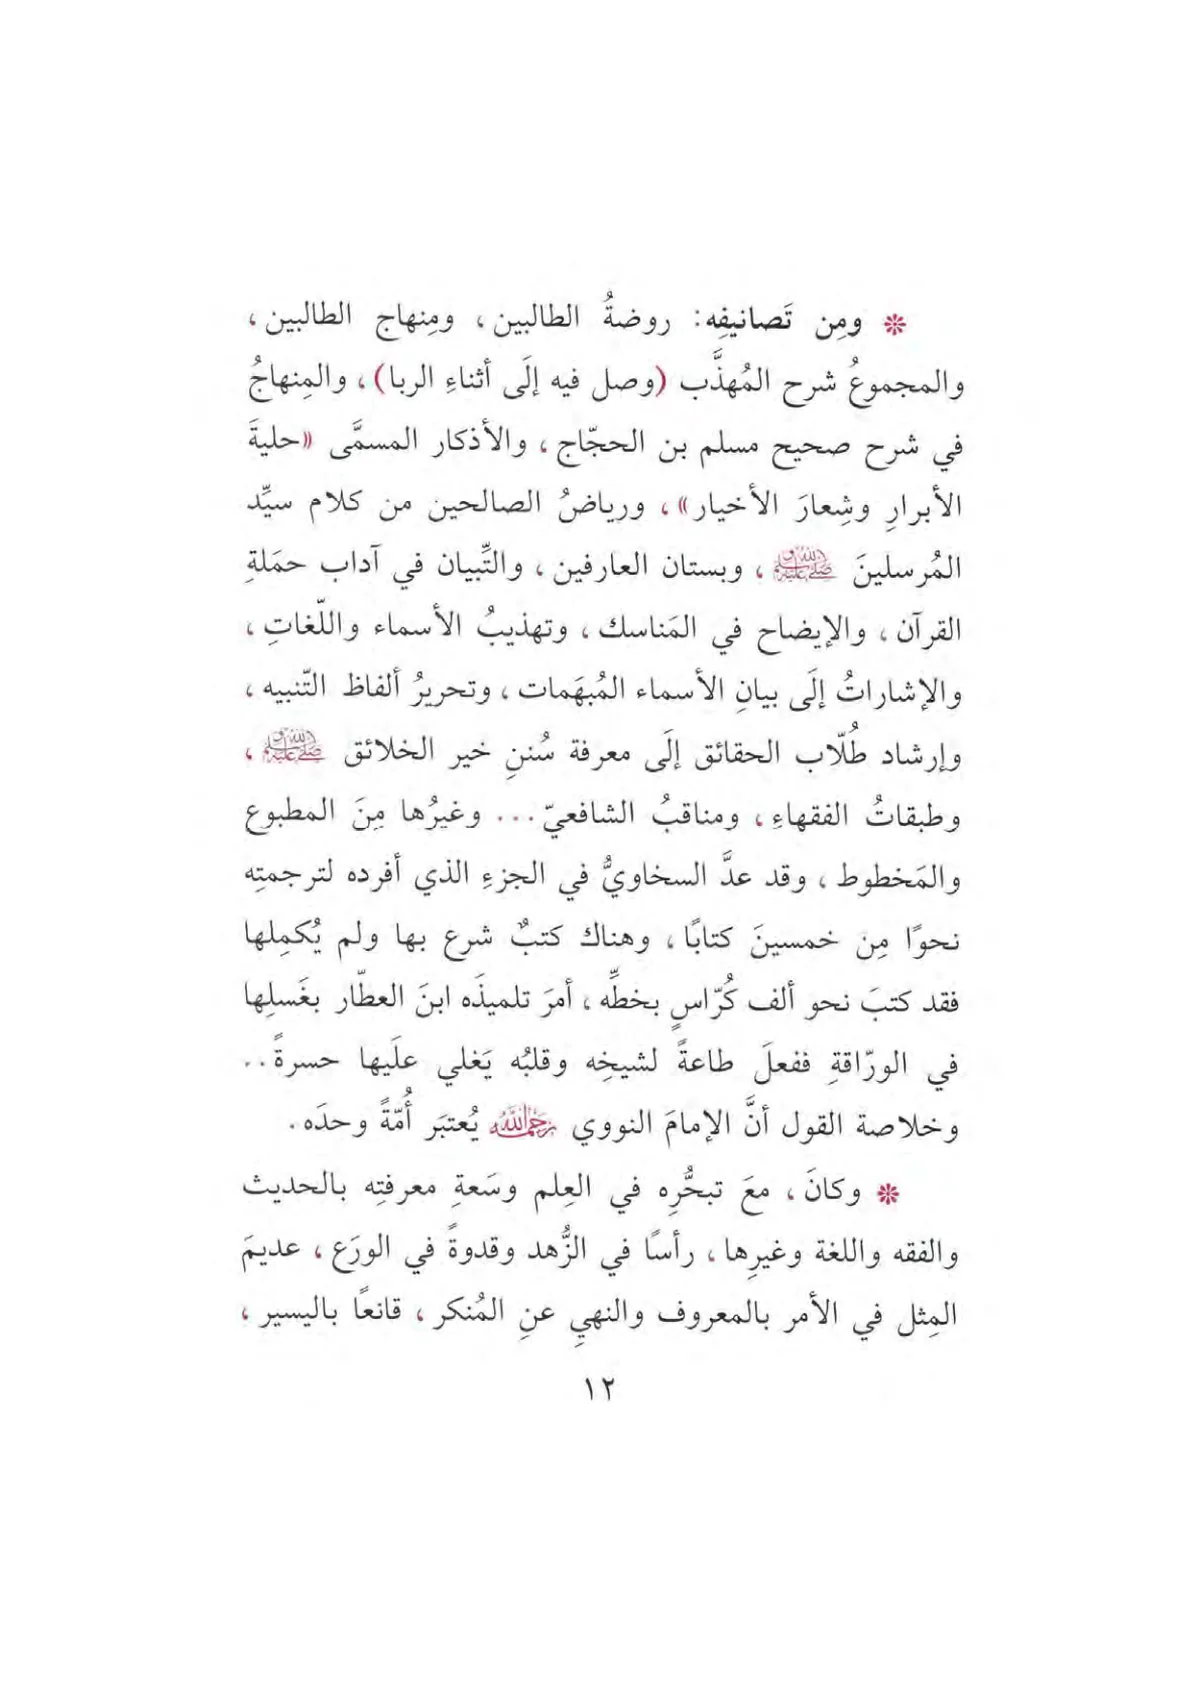 ❊ ومِن تَصانيفِه: روضةُ الطالبين، ومِنهاج الطالبين،
والمجموعُ شرح المُهذَّب (وصل فيه إلَى أثناءِ الربا)، والمِنهاجُ
في شرح صحيح مسلم بن الحجّاج، والأذكار المسمَّى «حليةَ
الأبرارِ وشِعارَ الأخيار»، ورياضُ الصالحين من كلام سيِّد
المُرسلينَ ﷺ، وبستان العارفين، والتِّبيان في آداب حمَلةِ
القرآن، والإيضاح في المَناسك، وتهذيبُ الأسماء واللّغاتِ،
والإشاراتُ إلَى بيانِ الأسماء المُبهَمات، وتحريرُ ألفاظ التّنبيه،
وإرشاد طُلّاب الحقائق إلَى معرفة سُننِ خير الخلائق ﷺ،
وطبقاتُ الفقهاءِ، ومناقبُ الشافعيّ... وغيرُها مِنَ المطبوع
والمَخطوط، وقد عدَّ السخاويُّ في الجزءِ الذي أفرده لترجمتِه
نحوًا مِن خمسينَ كتابًا، وهناك كتبٌ شرع بها ولم يُكمِلها
فقد كتبَ نحو ألف كُرّاسٍ بخطِّه، أمرَ تلميذَه ابنَ العطّار بغَسلِها
في الورّاقةِ ففعلَ طاعةً لشيخِه وقلبُه يَغلي علَيها حسرةً..
وخلاصة القول أنَّ الإمامَ النووي رَحِمَهُ اللَّهُ يُعتبَر أُمّةً وحدَه.
❊ وكانَ، معَ تبحُّرِه في العِلم وسَعةِ معرفتِه بالحديث
والفقه واللغة وغيرِها، رأسًا في الزُّهد وقدوةً في الورَع، عديمَ
المِثل في الأمر بالمعروف والنهيِ عنِ المُنكر، قانعًا باليسير،
١٢